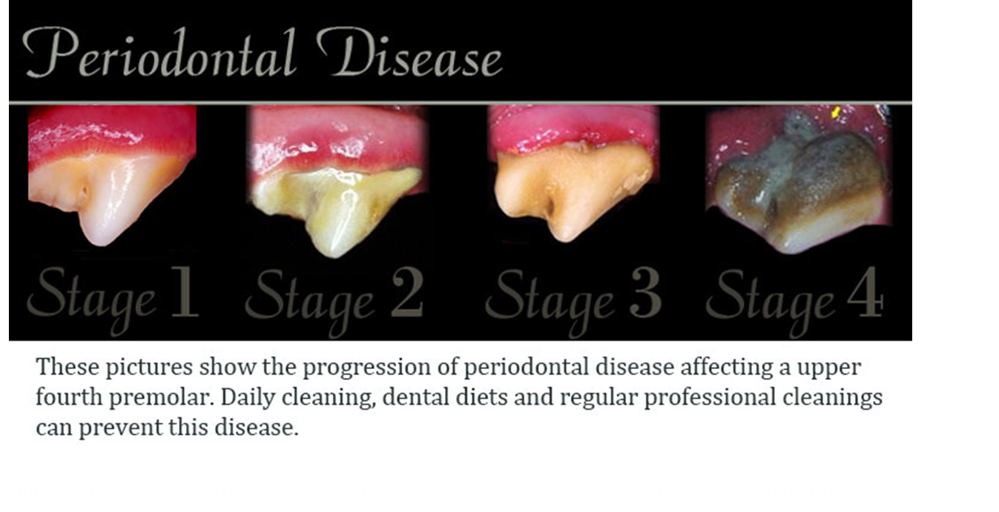 Periodontal Disease
Stage 1 Stage 2 Stage 3 Stage 4
These pictures show the progression of periodontal disease affecting a upper
fourth premolar. Daily cleaning, dental diets and regular professional cleanings
can prevent this disease.